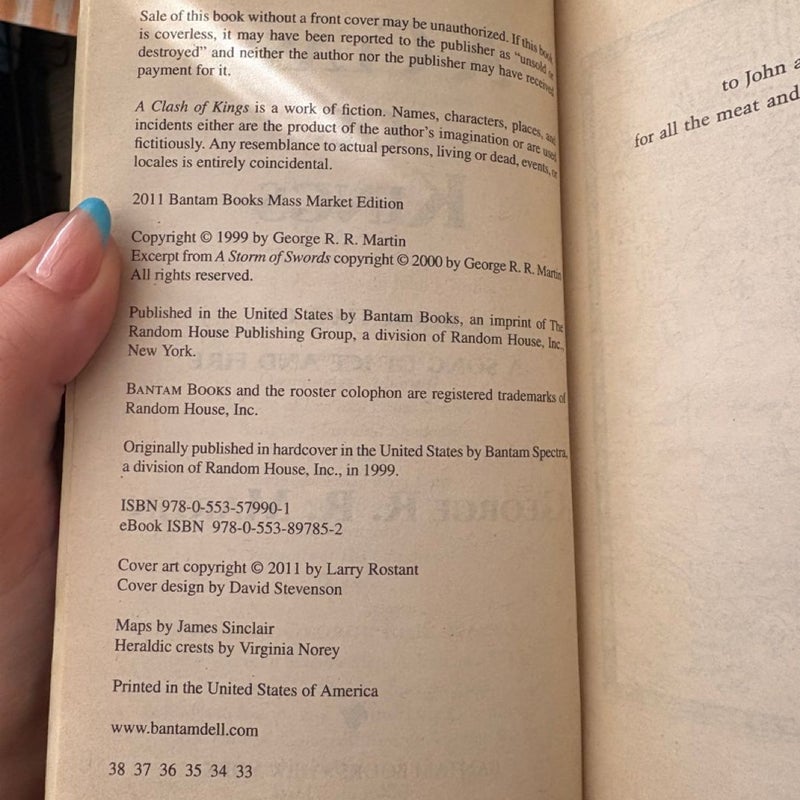 Sale of this book without a front cover may be unauthorized. If this book
is coverless, it may have been reported to the publisher as “unsold or
destroyed” and neither the author nor the publisher may have received
payment for it.
A Clash of Kings is a work of fiction. Names, characters, places, and
incidents either are the product of the author’s imagination or are used
fictitiously. Any resemblance to actual persons, living or dead, events, or
locales is entirely coincidental.
2011 Bantam Books Mass Market Edition
Copyright © 1999 by George R. R. Martin
Excerpt from A Storm of Swords copyright © 2000 by George R. R. Martin
All rights reserved.
Published in the United States by Bantam Books, an imprint of The
Random House Publishing Group, a division of Random House, Inc.,
New York.
BANTAM BOOKS and the rooster colophon are registered trademarks of
Random House, Inc.
Originally published in hardcover in the United States by Bantam Spectra,
a division of Random House, Inc., in 1999.
ISBN 978-0-553-57990-1
eBook ISBN 978-0-553-89785-2
Cover art copyright © 2011 by Larry Rostant
Cover design by David Stevenson
Maps by James Sinclair
Heraldic crests by Virginia Norey
Printed in the United States of America
www.bantamdell.com
38 37 36 35 34 33
to John a
for all the meat and